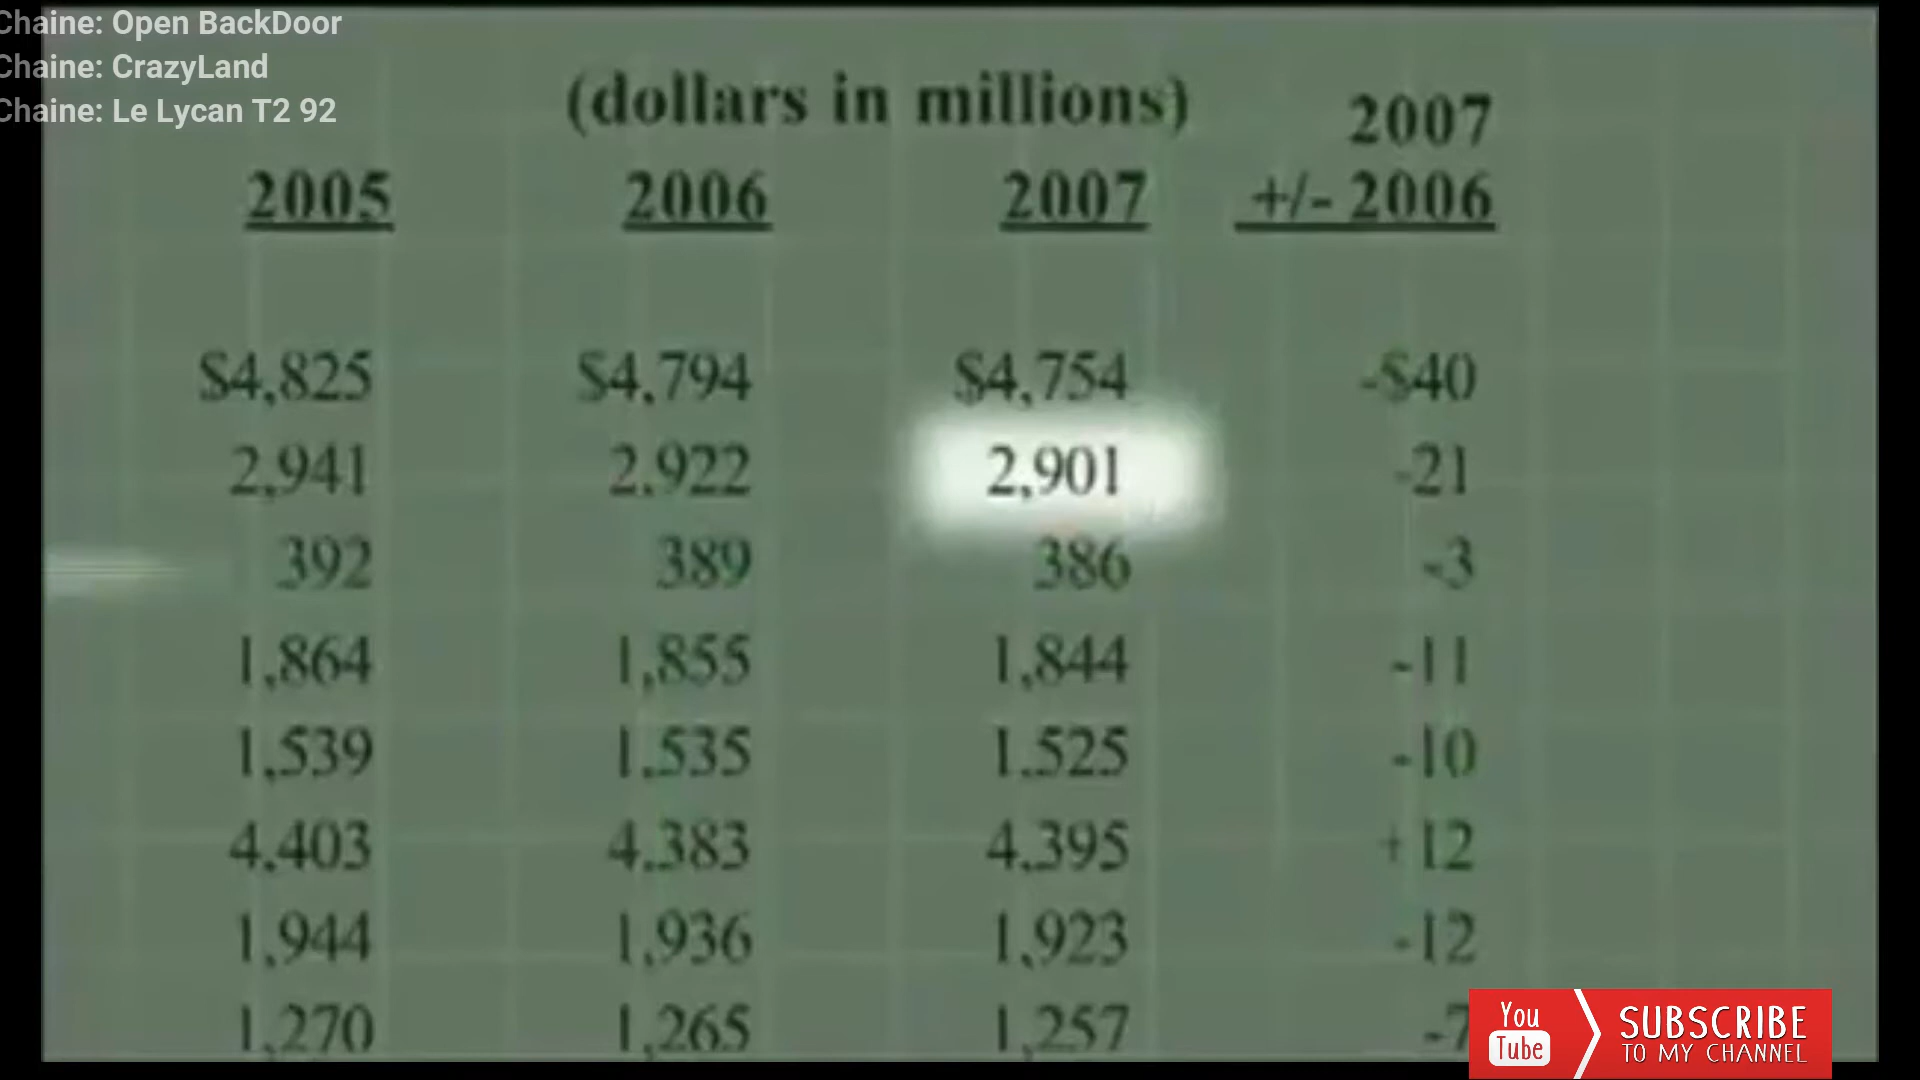 Chaine: Open BackDoor
Chaine: CrazyLand
Chaine: Le Lycan T2 92
(dollars in millions)
2007
2005 2006 2007 +/- 2006
$4,825 $4,794 $4,754 -$40
2,941 2,922 2,901 -21
392 389 386 -3
1,864 1,855 1,844 -11
1,539 1,535 1,525 -10
4,403 4,383 4,395 +12
1,944 1,936 1,923 -12
1,270 1,265 1,257 -7
You Tube
SUBSCRIBE
TO MY CHANNEL